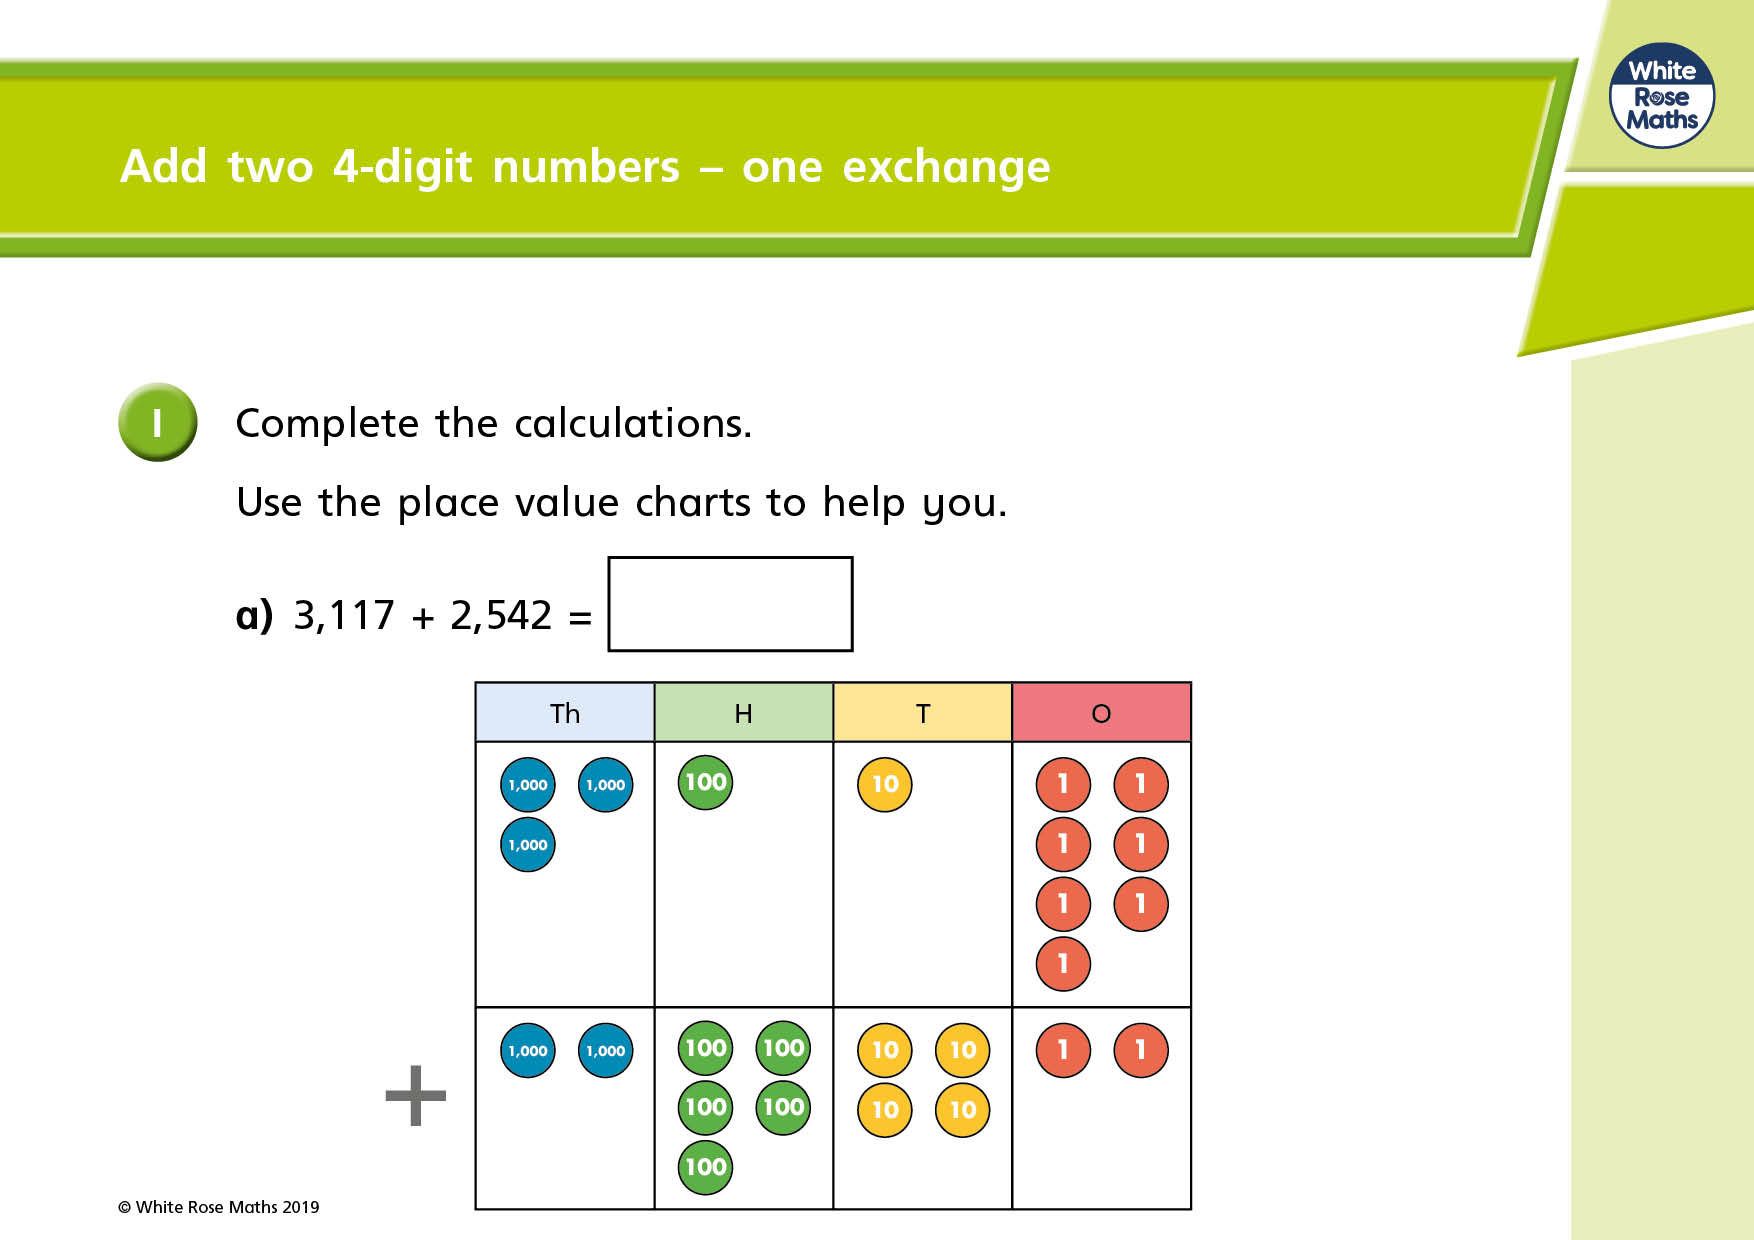 White
Rose
Maths
Add two 4-digit numbers – one exchange
1 Complete the calculations.
Use the place value charts to help you.
a) 3,117 + 2,542 =
Th H T O
1,000 1,000 100 10 1 1
1,000 1 1
1 1
1
+ 1,000 1,000 100 100 10 10 1 1
100 100 10 10
100
© White Rose Maths 2019